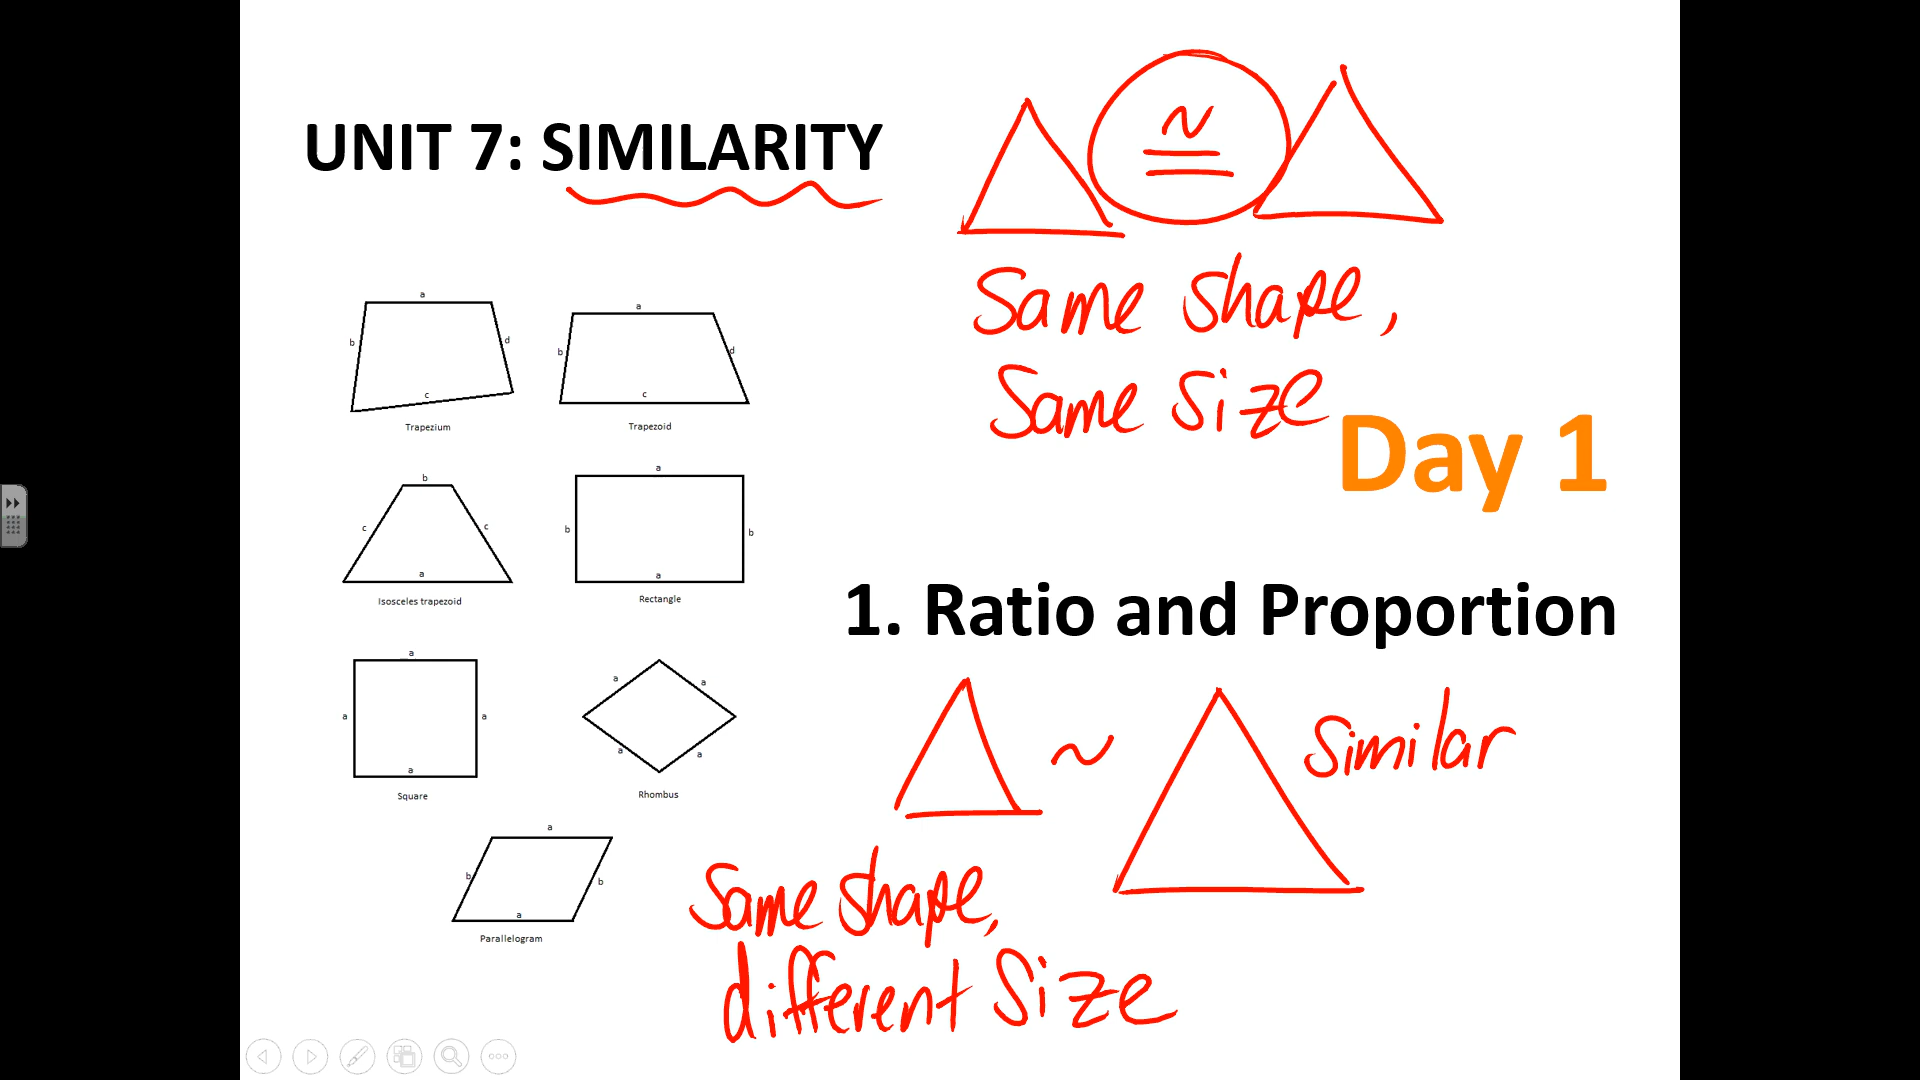 UNIT 7: SIMILARITY
≅
Same shape,
Same size
Day 1
1. Ratio and Proportion
a
b
d
c
Trapezium
a
b
d
c
Trapezoid
b
c
c
a
Isosceles trapezoid
a
b
b
a
Rectangle
a
a
a
a
Square
a
a
a
a
Rhombus
a
b
b
a
Parallelogram
~
Similar
Same shape,
different size